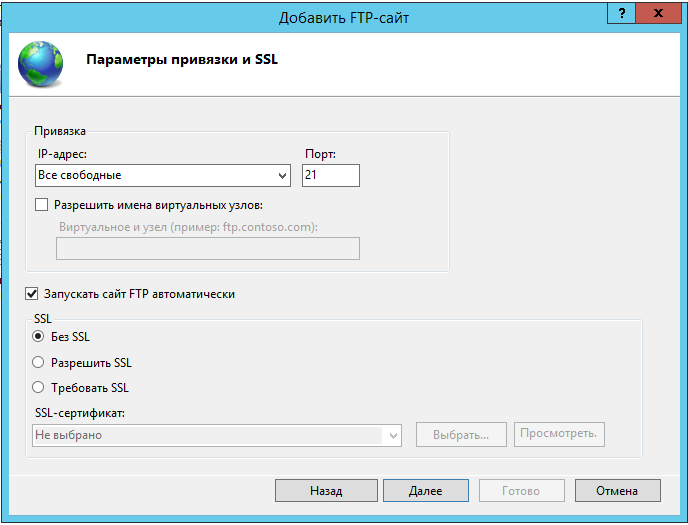 Добавить FTP-сайт
? x
Параметры привязки и SSL
Привязка
IP-адрес: Порт:
Все свободные 21
Разрешить имена виртуальных узлов:
Виртуальное и узел (пример: ftp.contoso.com):
Запускать сайт FTP автоматически
SSL
Без SSL
Разрешить SSL
Требовать SSL
SSL-сертификат:
Не выбрано Выбрать... Просмотреть.
Назад Далее Готово Отмена